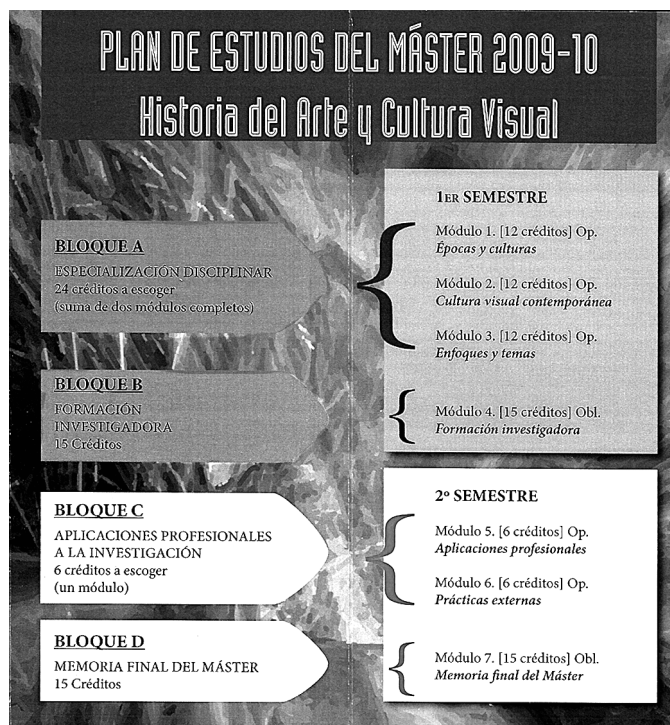 PLAN DE ESTUDIOS DEL MÁSTER 2009-10
Historia del Arte y Cultura Visual
BLOQUE A
ESPECIALIZACIÓN DISCIPLINAR
24 créditos a escoger
(suma de dos módulos completos)
BLOQUE B
FORMACIÓN
INVESTIGADORA
15 Créditos
1ER SEMESTRE
Módulo 1. [12 créditos] Op.
Épocas y culturas
Módulo 2. [12 créditos] Op.
Cultura visual contemporánea
Módulo 3. [12 créditos] Op.
Enfoques y temas
Módulo 4. [15 créditos] Obl.
Formación investigadora
BLOQUE C
APLICACIONES PROFESIONALES
A LA INVESTIGACIÓN
6 créditos a escoger
(un módulo)
BLOQUE D
MEMORIA FINAL DEL MÁSTER
15 Créditos
2º SEMESTRE
Módulo 5. [6 créditos] Op.
Aplicaciones profesionales
Módulo 6. [6 créditos] Op.
Prácticas externas
Módulo 7. [15 créditos] Obl.
Memoria final del Máster